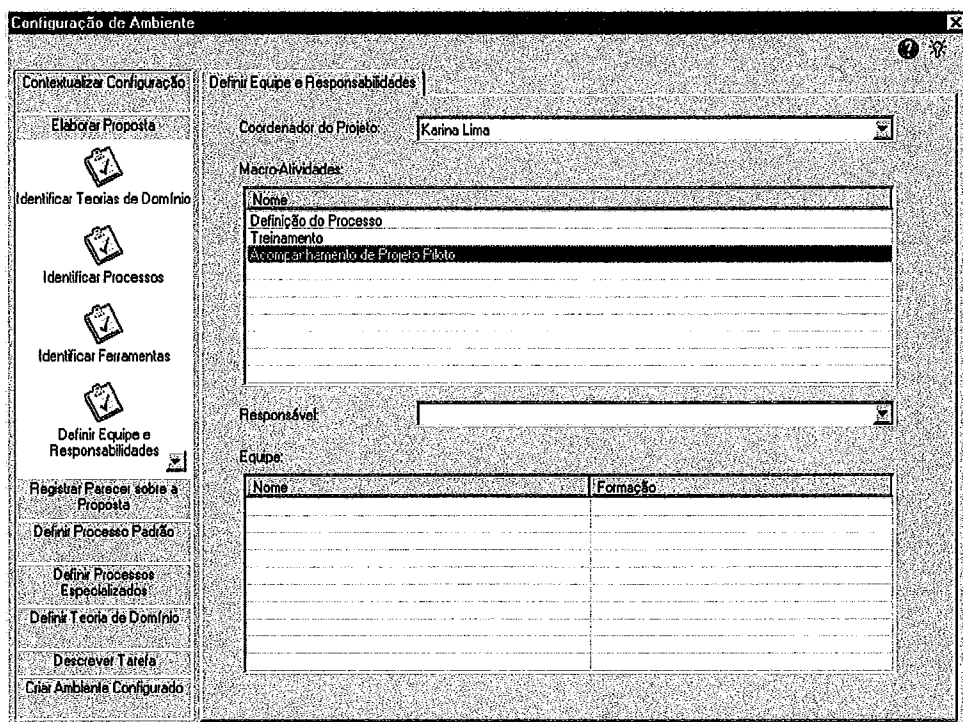 Configuração de Ambiente
Contextualizar Configuração
Elaborar Proposta
Identificar Teorias de Domínio
Identificar Processos
Identificar Ferramentas
Definir Equipe e
Responsabilidades
Registrar Parecer sobre a
Proposta
Definir Processo Padrão
Definir Processos
Especializados
Definir Teoria de Domínio
Descrever Tarefa
Criar Ambiente Configurado
Definir Equipe e Responsabilidades
Coordenador do Projeto: Karina Lima
Macro-Atividades:
Nome
Definição do Processo
Treinamento
Acompanhamento de Projeto Piloto
Responsável:
Equipe:
Nome Formação